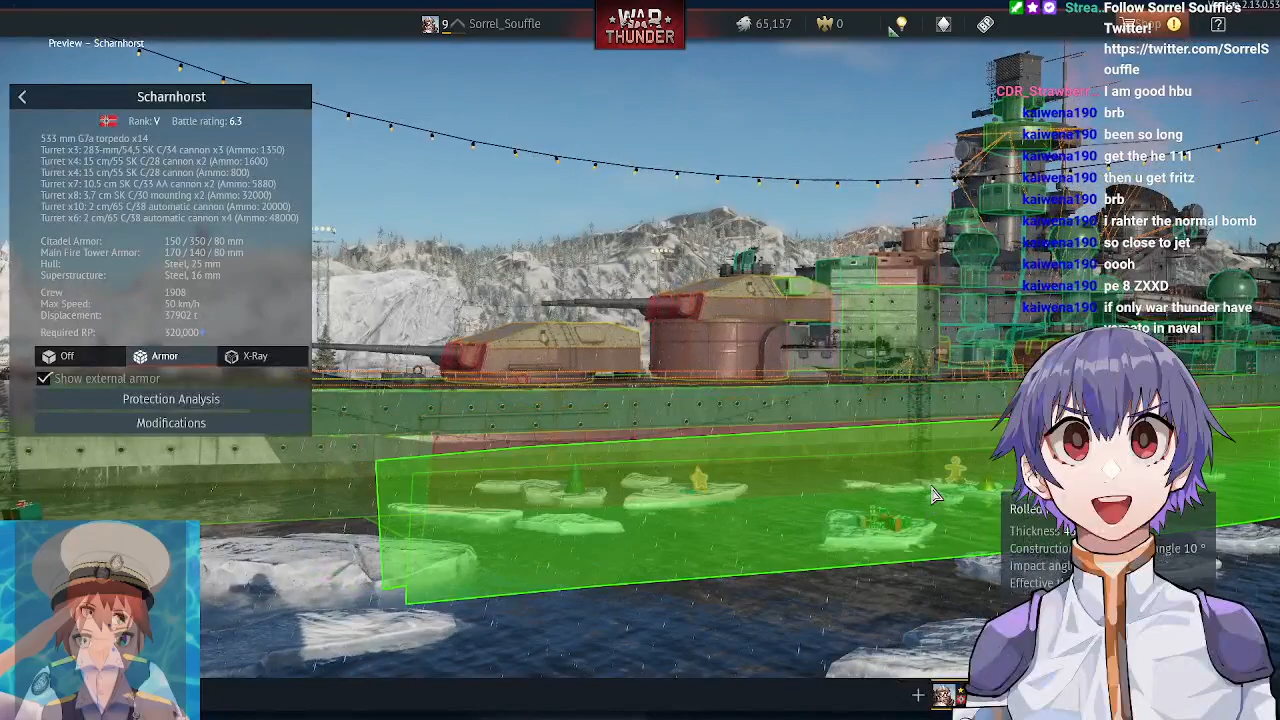 Preview - Scharnhorst
9
Sorrel_Souffle
WAR
THUNDER
65,157
0
Version 2.13.0.53
Shop
Strea...
Follow Sorrel Souffle's
Twitter!
https://twitter.com/SorrelS
ouffle
CDR_Strawberr... I am good hbu
kaiwena190 brb
kaiwena190 been so long
kaiwena190 get the he 111
kaiwena190 then u get fritz
kaiwena190 brb
kaiwena190 i rahter the normal bomb
kaiwena190 so close to jet
kaiwena190 oooh
kaiwena190 pe 8 ZXXD
kaiwena190 if only war thunder have
yamato in naval
Scharnhorst
Rank: V Battle rating: 6.3
533 mm G7a torpedo x14
Turret x3: 283-mm/54,5 SK C/34 cannon x3 (Ammo: 1350)
Turret x4: 15 cm/55 SK C/28 cannon x2 (Ammo: 1600)
Turret x4: 15 cm/55 SK C/28 cannon (Ammo: 800)
Turret x7: 10,5 cm SK C/33 AA cannon x2 (Ammo: 5880)
Turret x8: 3,7 cm SK C/30 mounting x2 (Ammo: 32000)
Turret x10: 2 cm/65 C/38 automatic cannon (Ammo: 20000)
Turret x6: 2 cm/65 C/38 automatic cannon x4 (Ammo: 48000)
Citadel Armor: 150 / 350 / 80 mm
Main Fire Tower Armor: 170 / 140 / 80 mm
Hull: Steel, 25 mm
Superstructure: Steel, 16 mm
Crew 1908
Max Speed: 50 km/h
Displacement: 37902 t
Required RP: 320,000
Off
Armor
X-Ray
Show external armor
Protection Analysis
Modifications
Rolled
Thickness
Impact angle